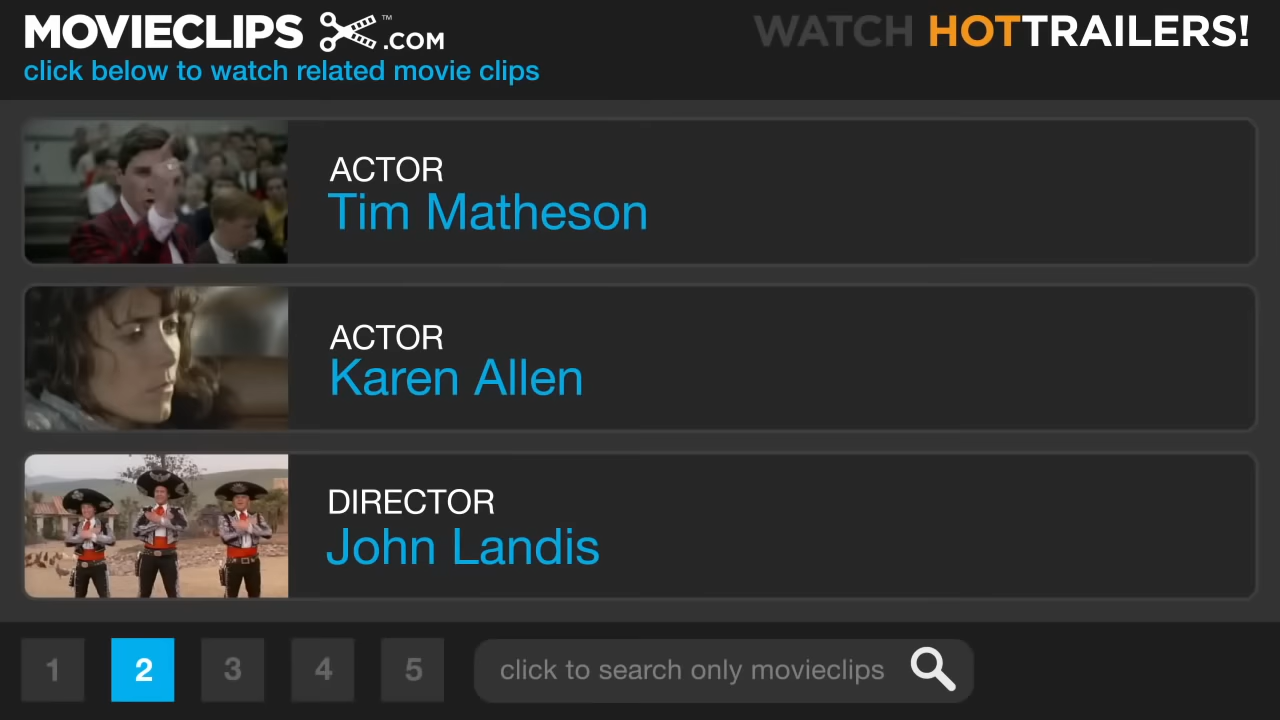 MOVIECLIPS ™ .COM
WATCH HOTTRAILERS!
click below to watch related movie clips
ACTOR
Tim Matheson
ACTOR
Karen Allen
DIRECTOR
John Landis
1 2 3 4 5
click to search only movieclips